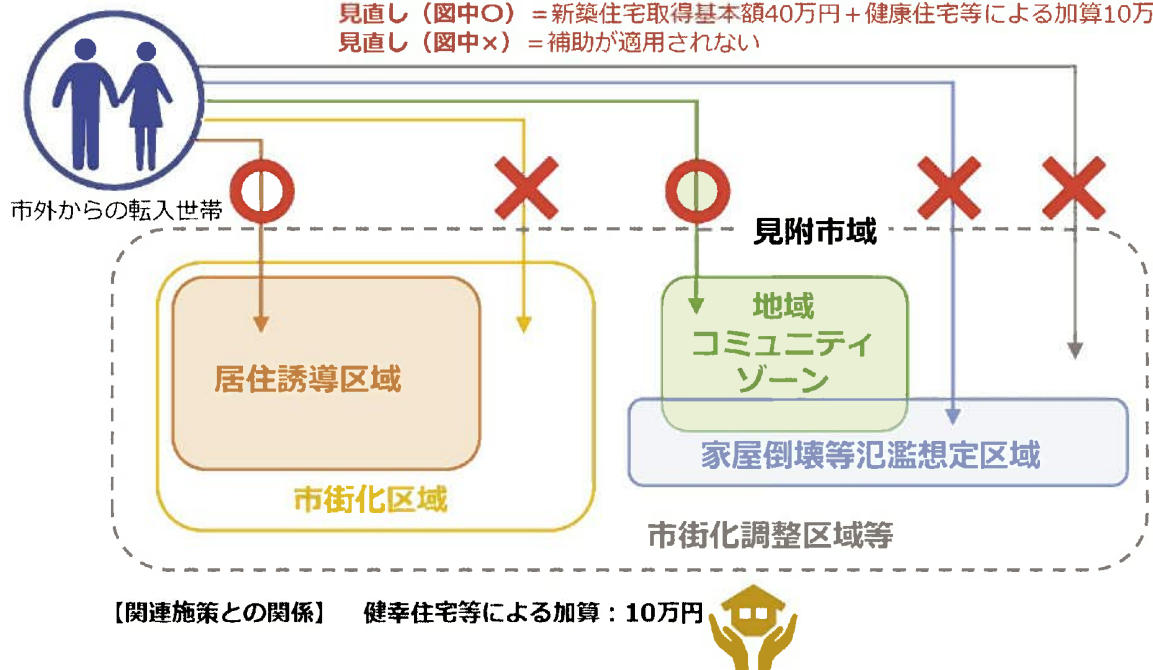 見直し（図中〇）＝新築住宅取得基本額40万円＋健康住宅等による加算10万
見直し（図中×）＝補助が適用されない
市外からの転入世帯
見附市域
地域
コミュニティ
ゾーン
居住誘導区域
家屋倒壊等氾濫想定区域
市街化区域
市街化調整区域等
【関連施策との関係】　健幸住宅等による加算：10万円